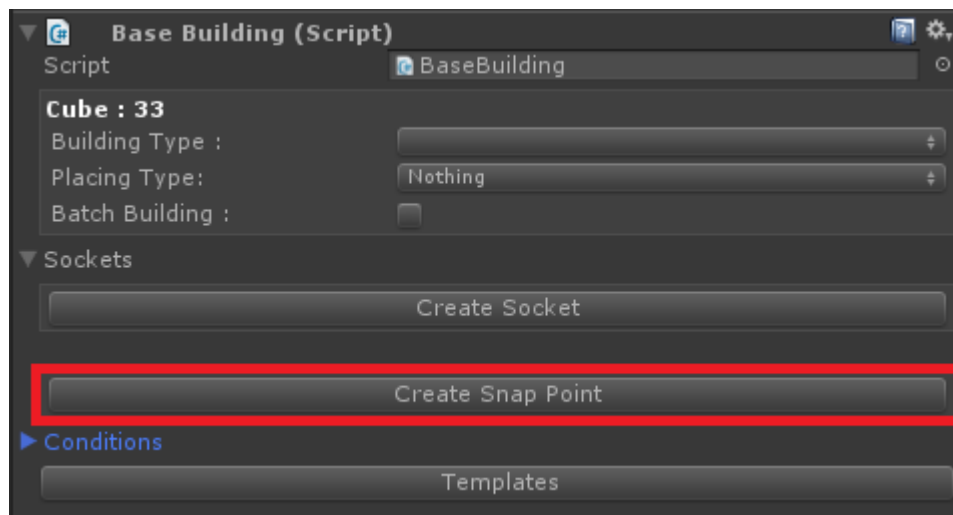 Base Building (Script)
Script BaseBuilding
Cube : 33
Building Type :
Placing Type: Nothing
Batch Building :
Sockets
Create Socket
Create Snap Point
Conditions
Templates